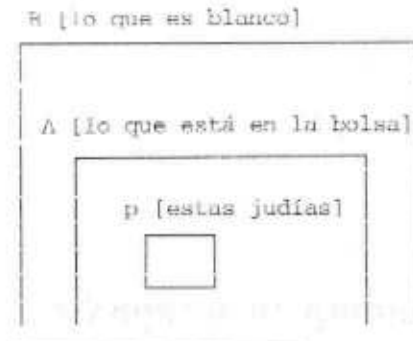 B [lo que es blanco]
A [lo que está en la bolsa]
p [estas judías]